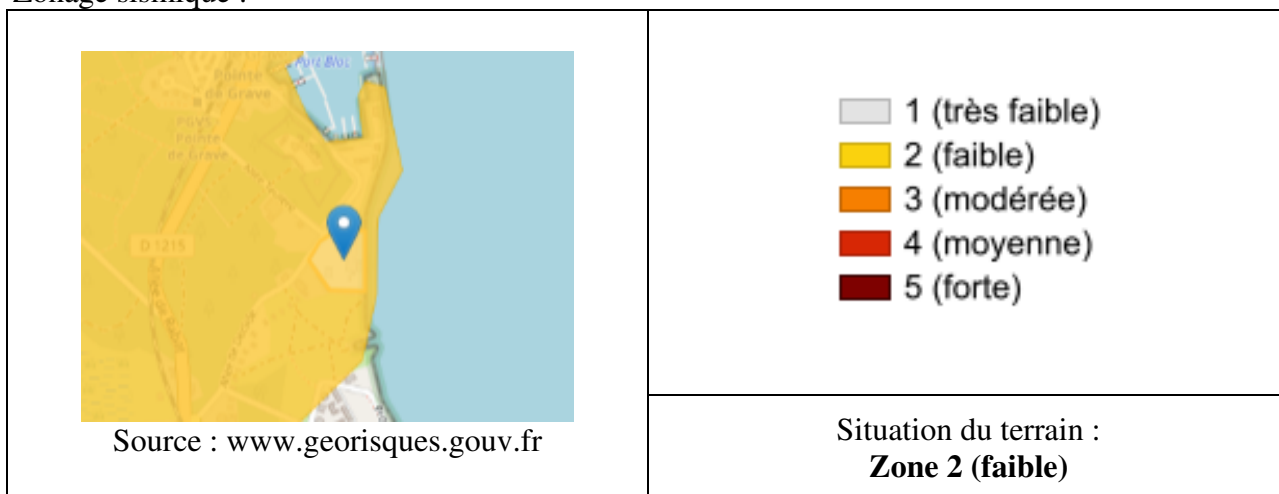 Zonage sismique :
Port Bloc
Pointe
de Grave
PGVS
Pointe
de Grave
D 1215
Source : www.georisques.gouv.fr
1 (très faible)
2 (faible)
3 (modérée)
4 (moyenne)
5 (forte)
Situation du terrain :
Zone 2 (faible)